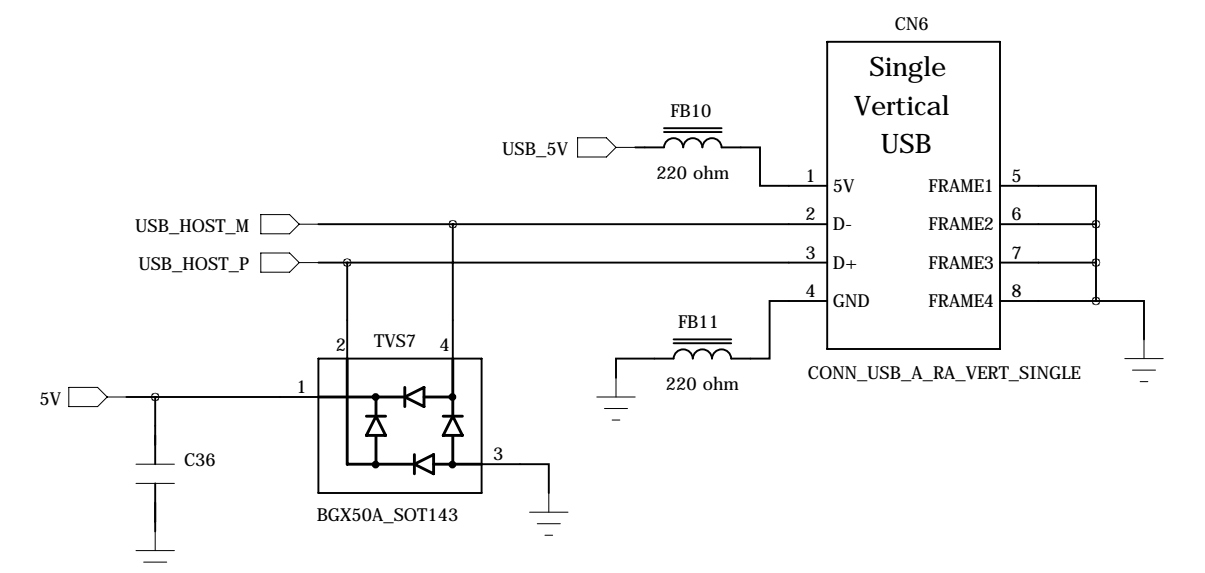 CN6
Single
Vertical
USB
FB10
USB_5V
220 ohm
1
5V
FRAME1
5
USB_HOST_M
2
D-
FRAME2
6
USB_HOST_P
3
D+
FRAME3
7
4
GND
FRAME4
8
FB11
220 ohm
CONN_USB_A_RA_VERT_SINGLE
2
TVS7
4
5V
1
3
C36
BGX50A_SOT143